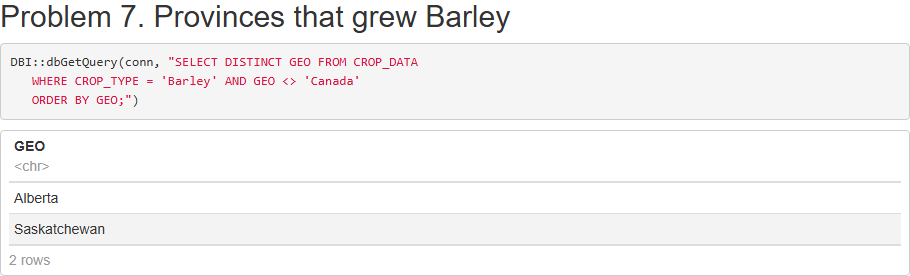 Problem 7. Provinces that grew Barley
DBI::dbGetQuery(conn, "SELECT DISTINCT GEO FROM CROP_DATA
   WHERE CROP_TYPE = 'Barley' AND GEO <> 'Canada'
   ORDER BY GEO;")
GEO
<chr>
Alberta
Saskatchewan
2 rows